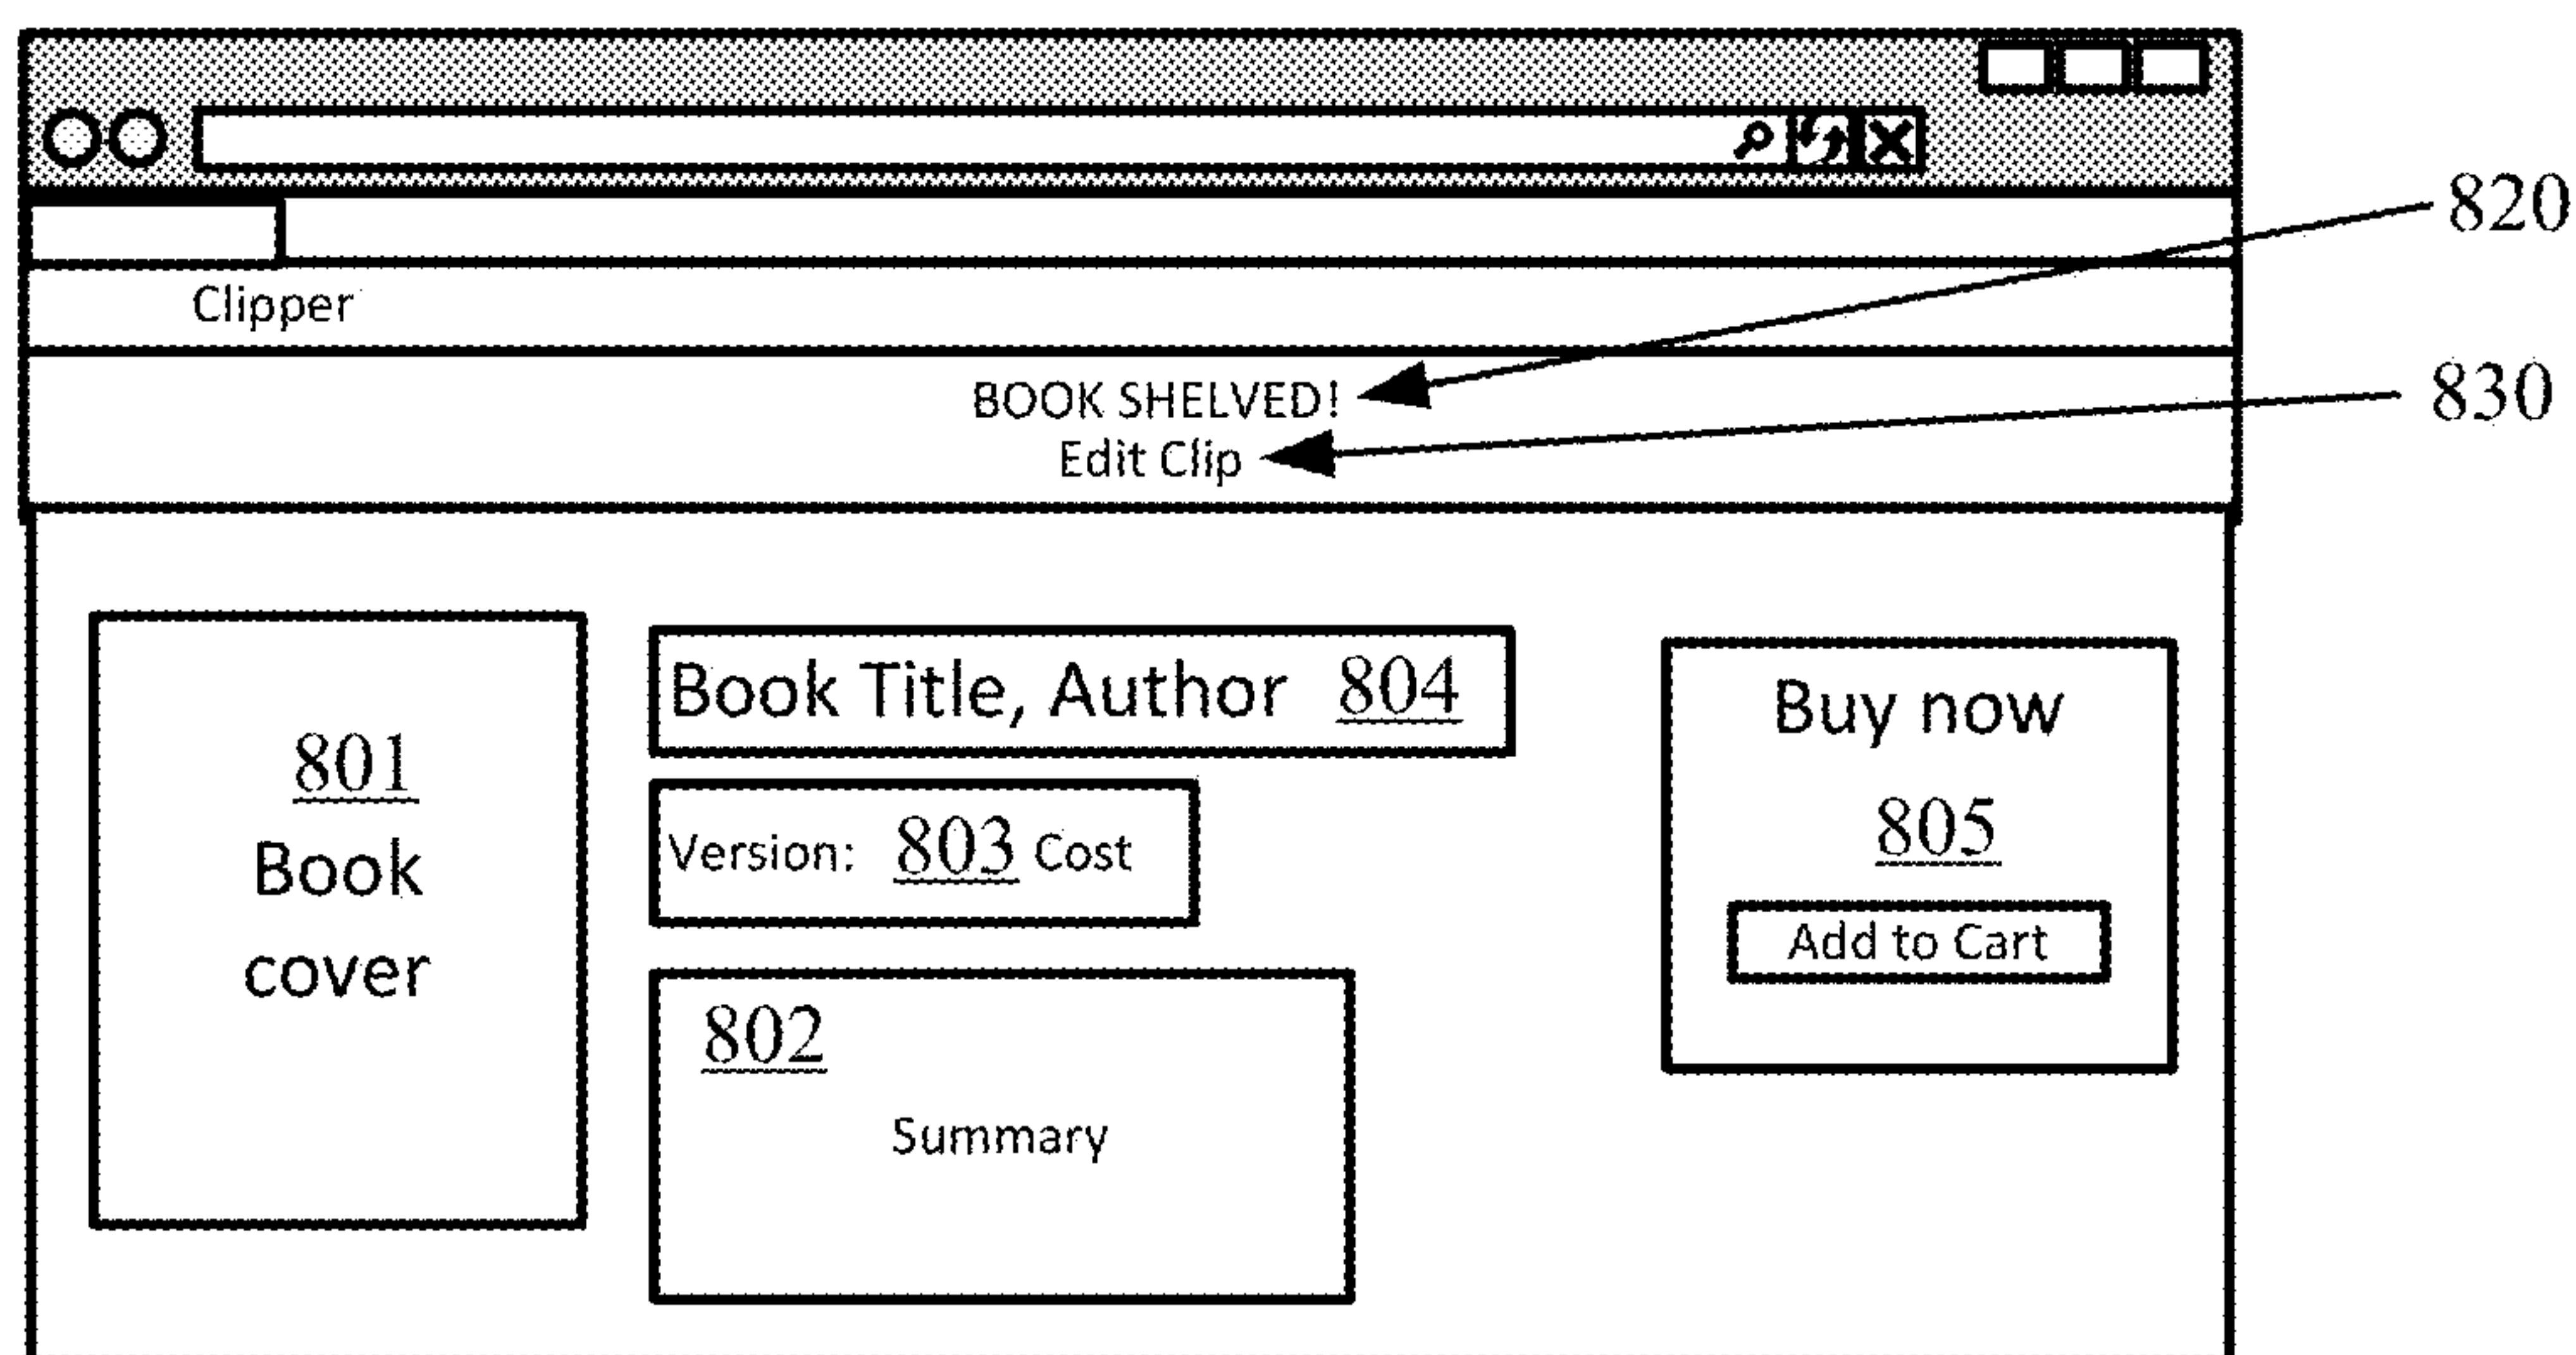 820
Clipper
BOOK SHELVED!
830
Edit Clip
801
Book
cover
Book Title, Author 804
Version: 803 Cost
802
Summary
Buy now
805
Add to Cart